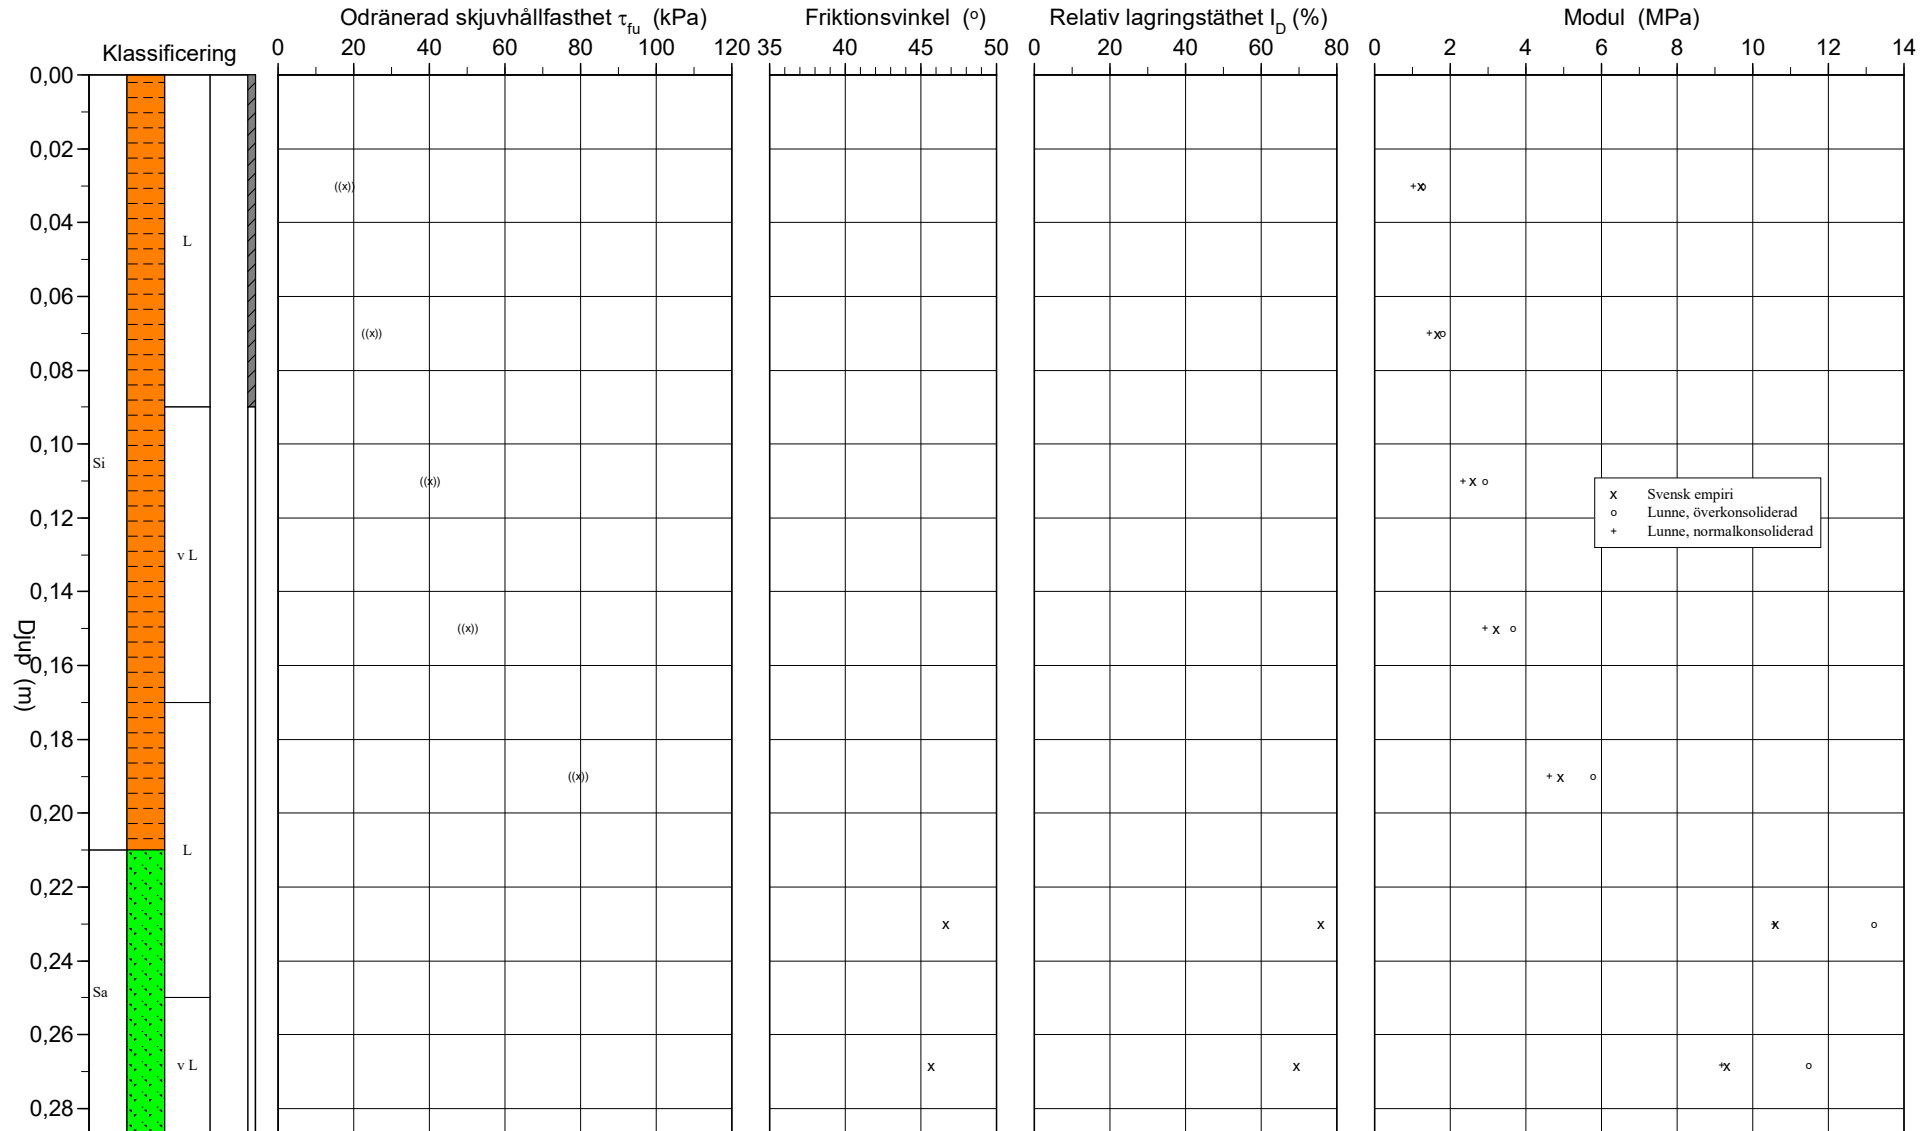 Odränerad skjuvhållfasthet τfu (kPa)
Friktionsvinkel (o)
Relativ lagringstäthet ID (%)
Modul (MPa)
Klassificering
0 20 40 60 80 100 120
35 40 45 50
0 20 40 60 80
0 2 4 6 8 10 12 14
0,00
0,02
0,04
0,06
0,08
0,10
0,12
0,14
0,16
0,18
0,20
0,22
0,24
0,26
0,28
Djup (m)
Si
Sa
L
v L
L
v L
((x))
((x))
((x))
((x))
((x))
x Svensk empiri
o Lunne, överkonsoliderad
+ Lunne, normalkonsoliderad